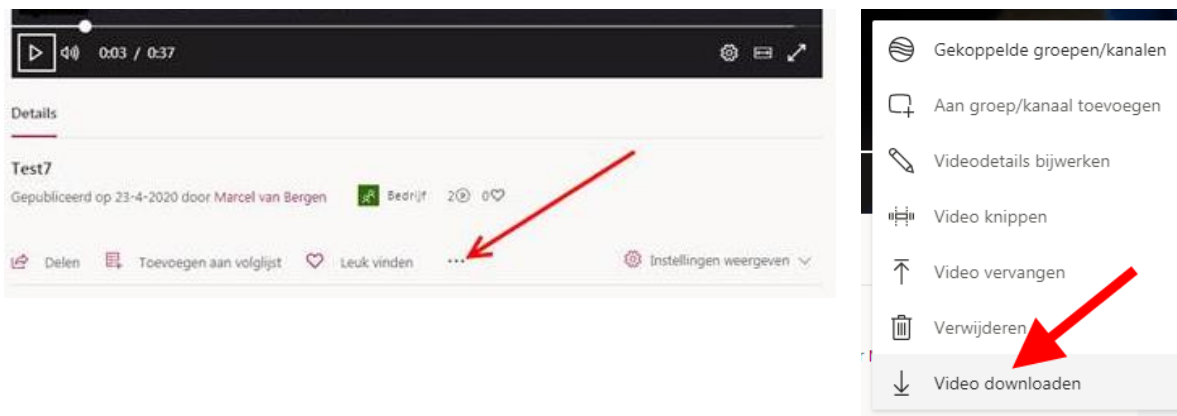 0:03 / 0:37
Details
Test7
Gepubliceerd op 23-4-2020 door Marcel van Bergen Bedrijf 2 0
Delen Toevoegen aan volglijst Leuk vinden ... Instellingen weergeven
Gekoppelde groepen/kanalen
Aan groep/kanaal toevoegen
Videodetails bijwerken
Video knippen
Video vervangen
Verwijderen
Video downloaden